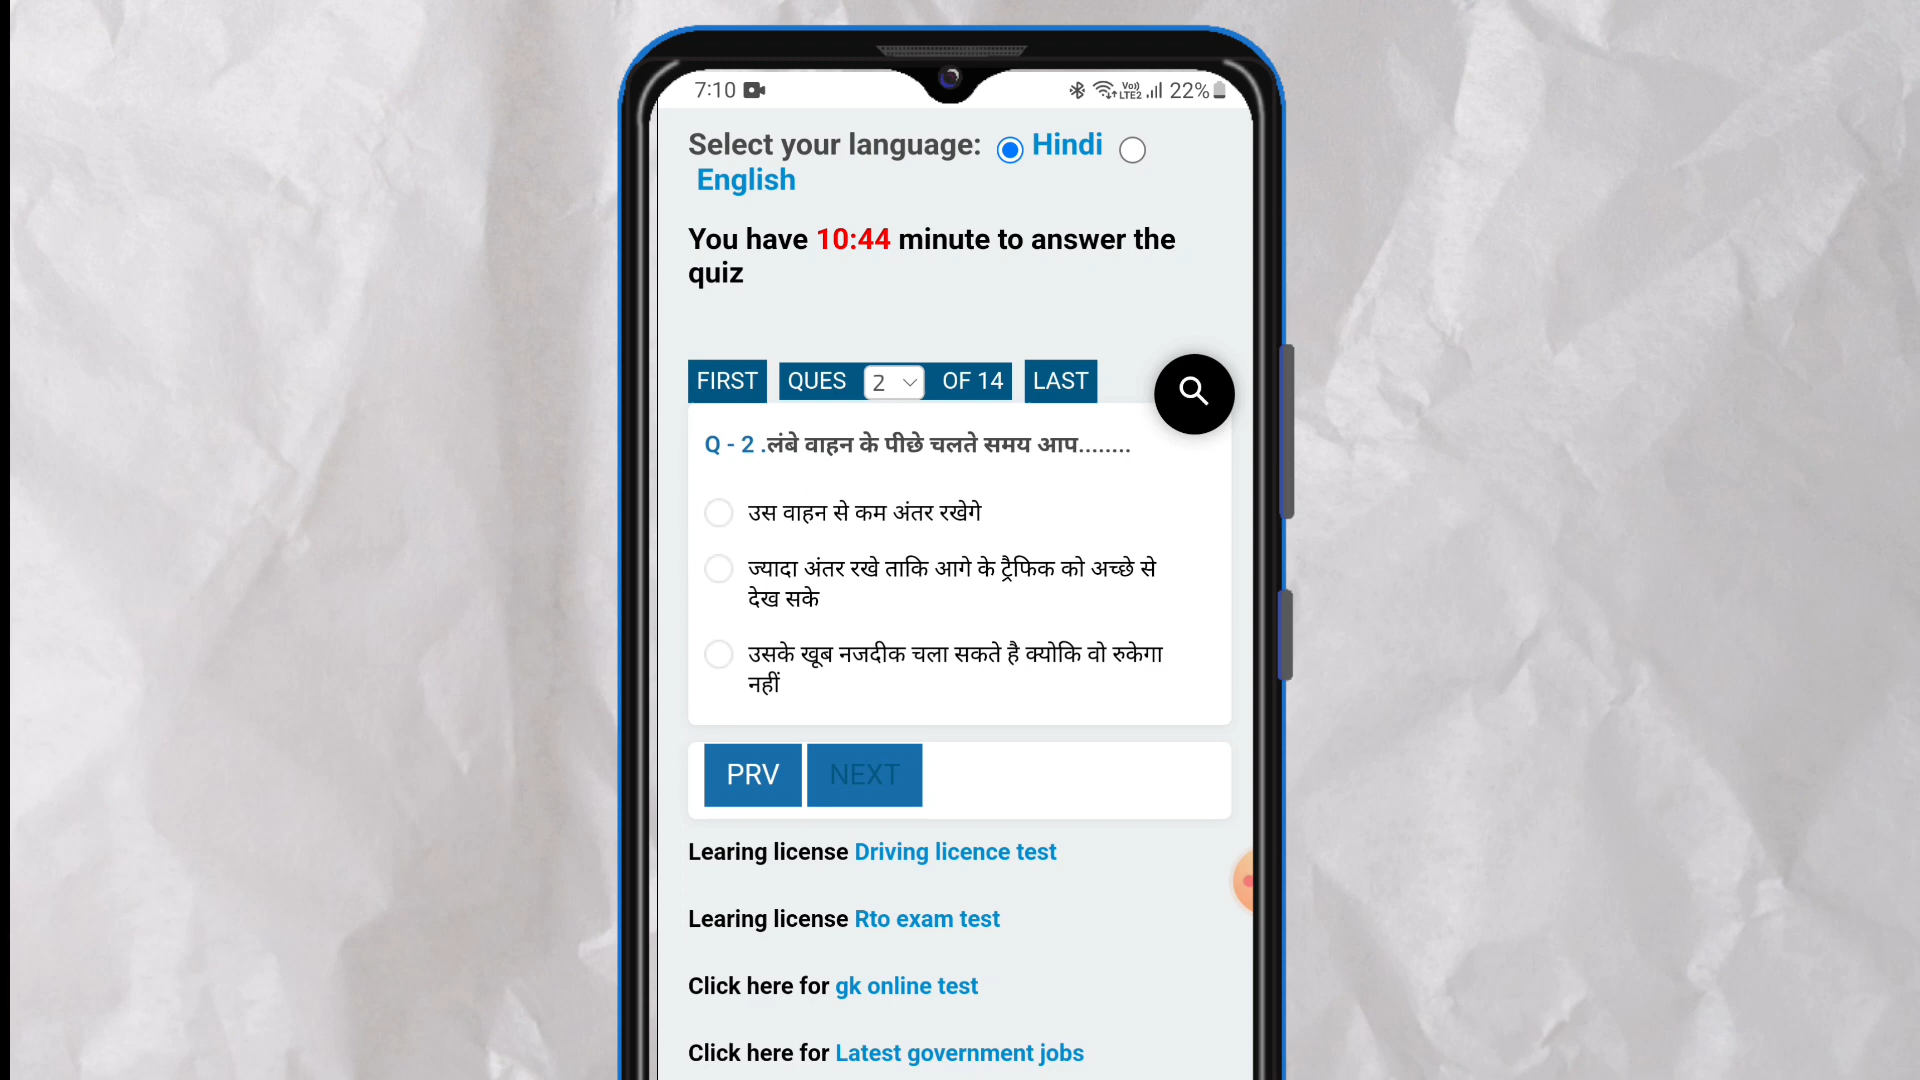 7:10 Vo)) LTE2 22%
Select your language: Hindi
English
You have 10:44 minute to answer the
quiz
FIRST QUES 2 OF 14 LAST
Q - 2 .लंबे वाहन के पीछे चलते समय आप........
उस वाहन से कम अंतर रखेगे
ज्यादा अंतर रखे ताकि आगे के ट्रैफिक को अच्छे से
देख सके
उसके खूब नजदीक चला सकते है क्योकि वो रुकेगा
नहीं
PRV NEXT
Learing license Driving licence test
Learing license Rto exam test
Click here for gk online test
Click here for Latest government jobs